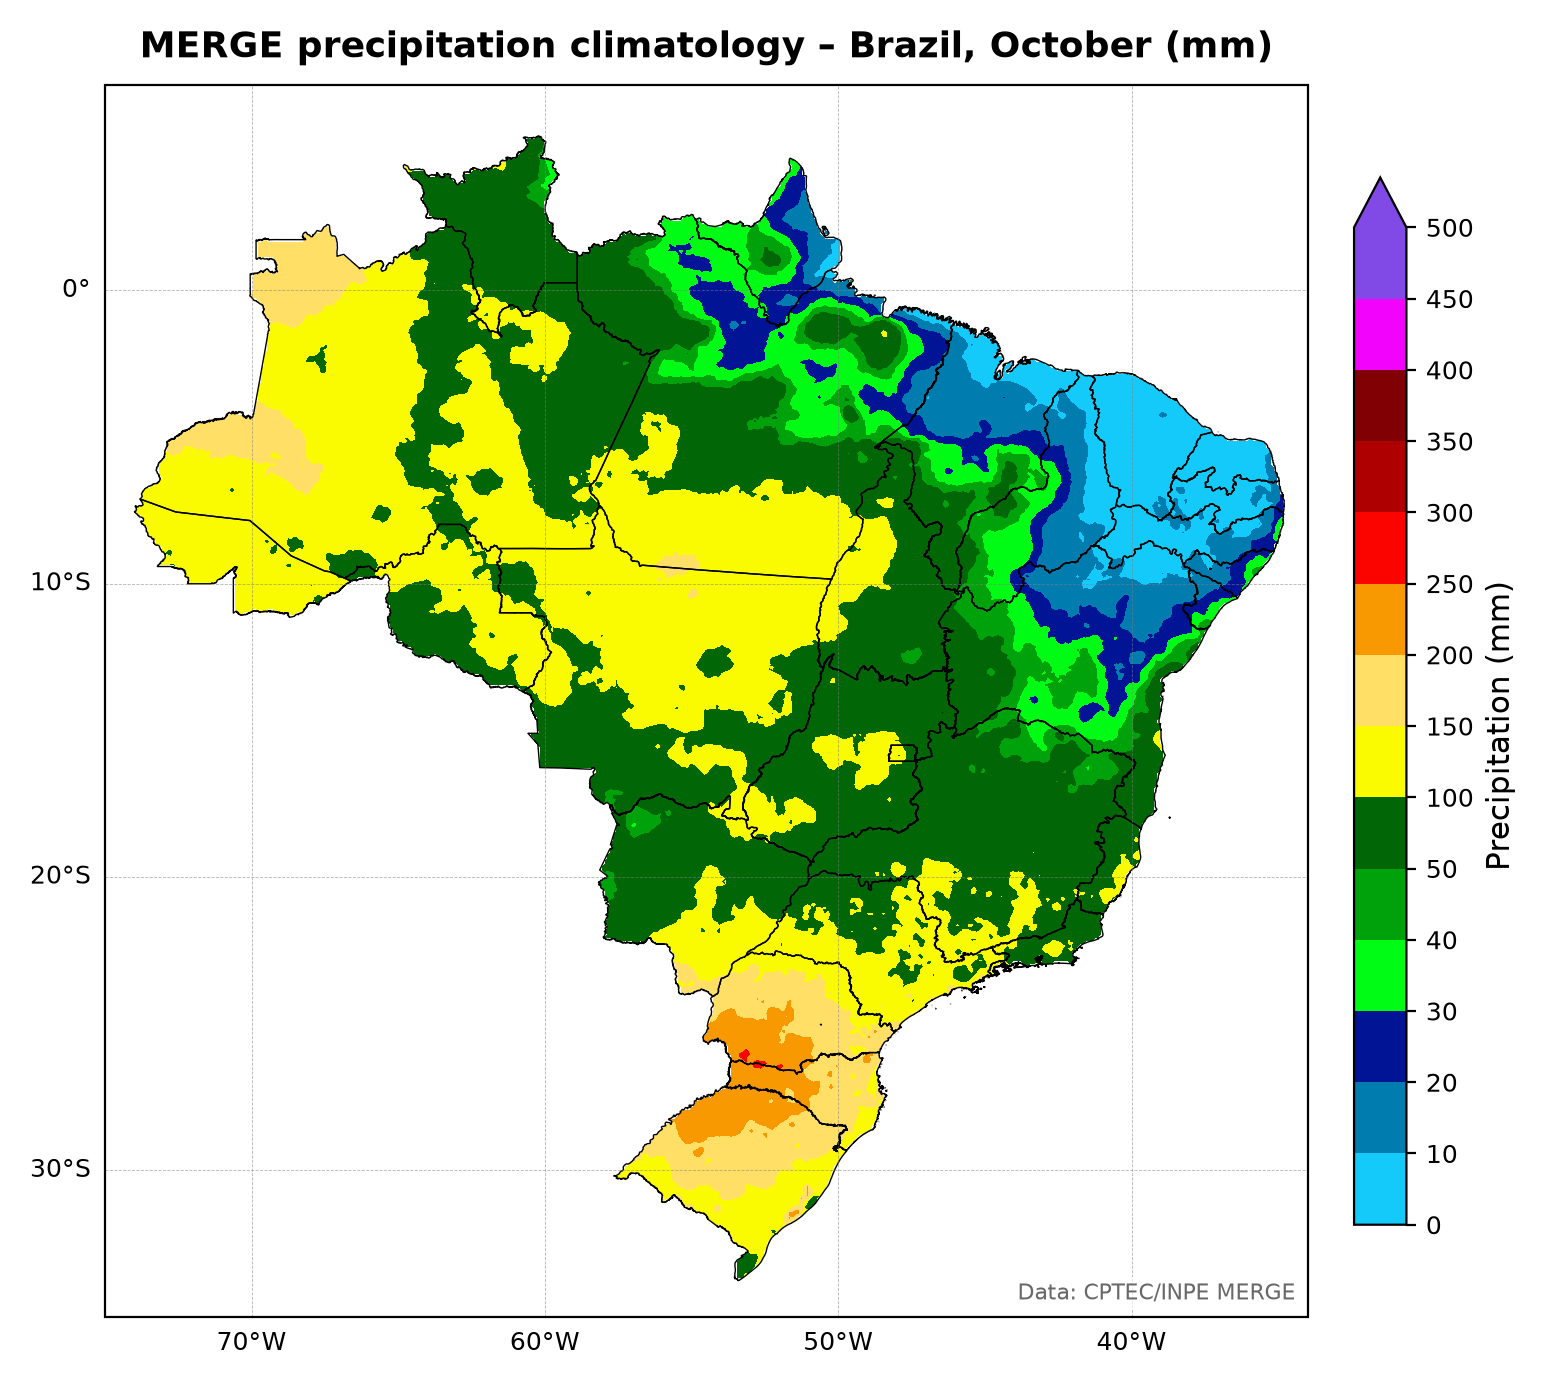 MERGE precipitation climatology – Brazil, October (mm)
0°
10°S
20°S
30°S
70°W
60°W
50°W
40°W
Data: CPTEC/INPE MERGE
500
450
400
350
300
250
200
150
100
50
40
30
20
10
0
Precipitation (mm)